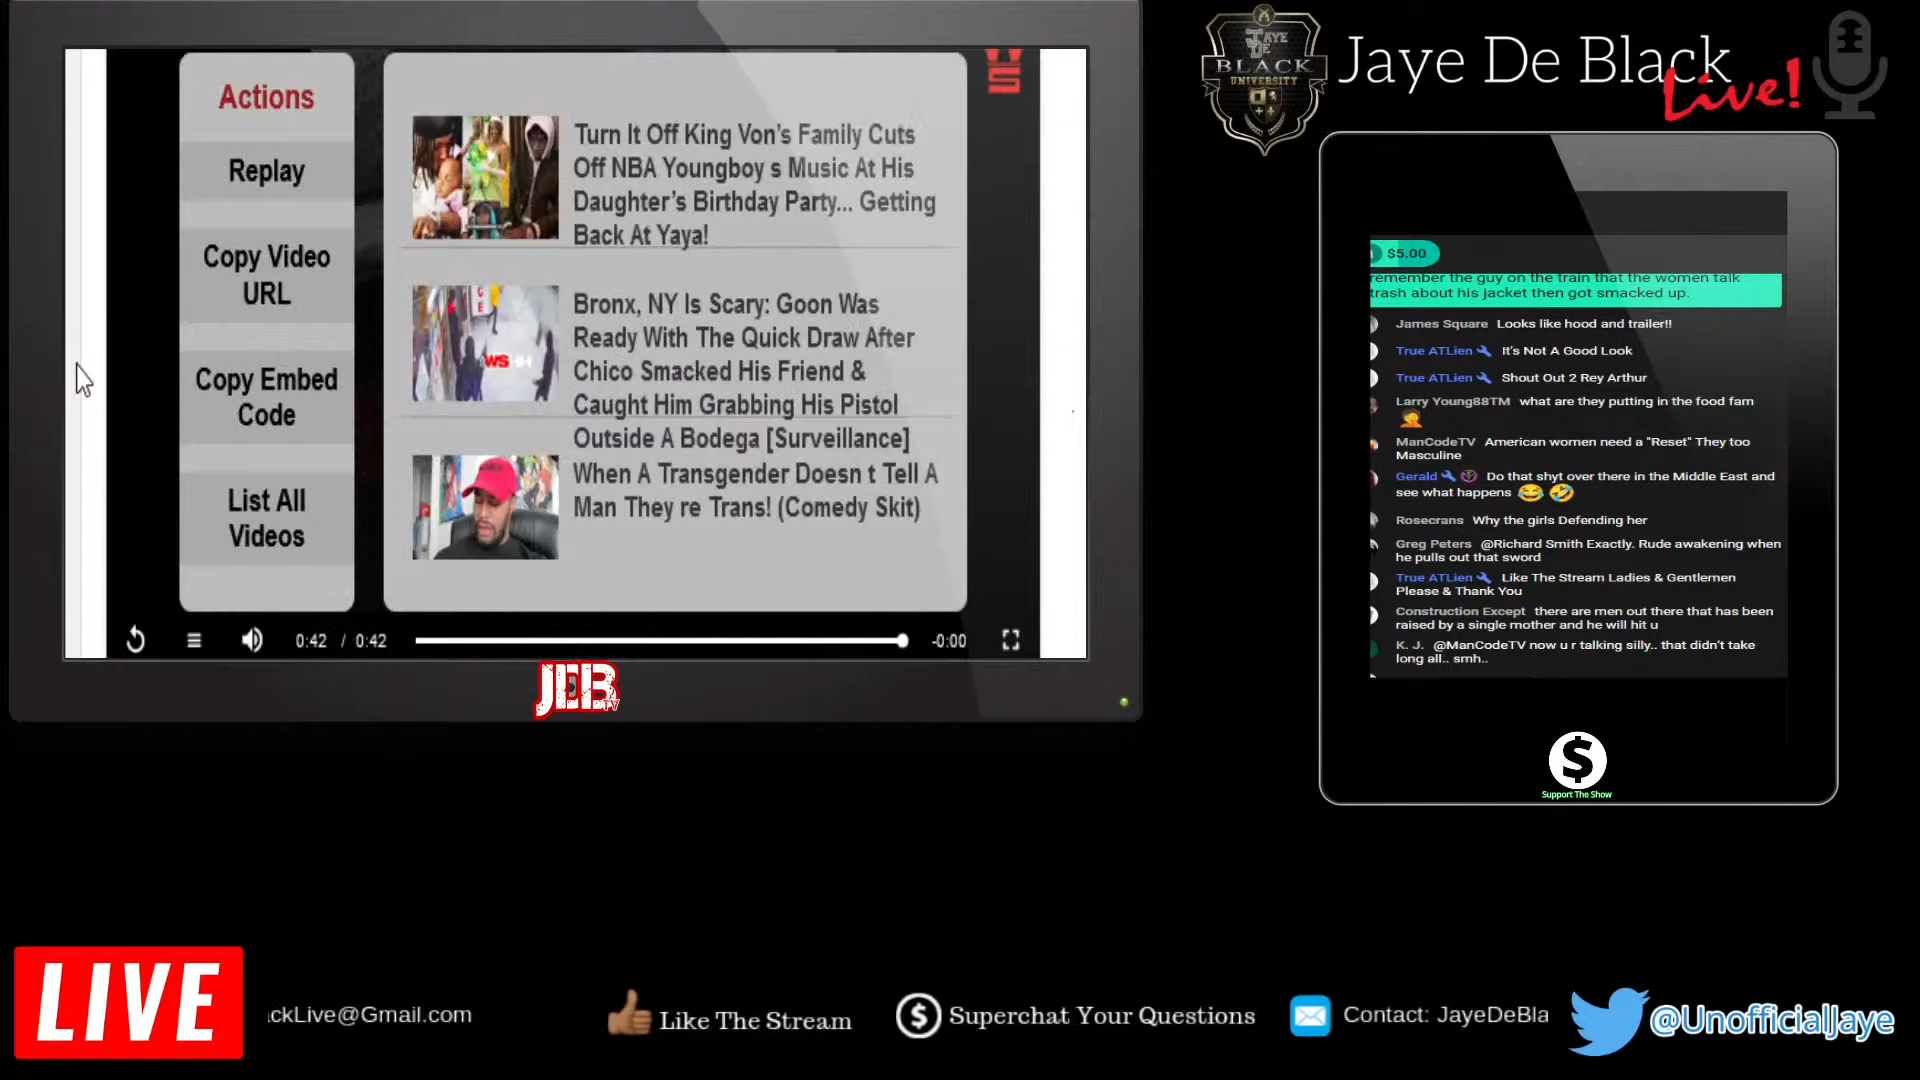 Actions
Replay
Copy Video
URL
Copy Embed
Code
List All
Videos
Turn It Off King Von's Family Cuts
Off NBA Youngboy s Music At His
Daughter's Birthday Party... Getting
Back At Yaya!
Bronx, NY Is Scary: Goon Was
Ready With The Quick Draw After
Chico Smacked His Friend &
Caught Him Grabbing His Pistol
Outside A Bodega [Surveillance]
When A Transgender Doesn t Tell A
Man They re Trans! (Comedy Skit)
WS
0:42 / 0:42
-0:00
JDB
TV
JAYE
DE
BLACK
UNIVERSITY
Jaye De Black
Live!
$5.00
remember the guy on the train that the women talk
trash about his jacket then got smacked up.
James Square Looks like hood and trailer!!
True ATLien It's Not A Good Look
True ATLien Shout Out 2 Rey Arthur
Larry Young88TM what are they putting in the food fam
ManCodeTV American women need a "Reset" They too
Masculine
Gerald Do that shyt over there in the Middle East and
see what happens
Rosecrans Why the girls Defending her
Greg Peters @Richard Smith Exactly. Rude awakening when
he pulls out that sword
True ATLien Like The Stream Ladies & Gentlemen
Please & Thank You
Construction Except there are men out there that has been
raised by a single mother and he will hit u
K. J. @ManCodeTV now u r talking silly.. that didn't take
long all.. smh..
$
Support The Show
LIVE
ckLive@Gmail.com
Like The Stream
$
Superchat Your Questions
Contact: JayeDeBla
@UnofficialJaye